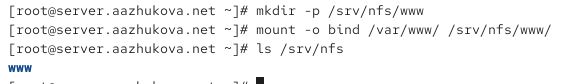 [root@server.aazhukova.net ~]# mkdir -p /srv/nfs/www
[root@server.aazhukova.net ~]# mount -o bind /var/www/ /srv/nfs/www/
[root@server.aazhukova.net ~]# ls /srv/nfs
www
[root@server.aazhukova.net ~]#